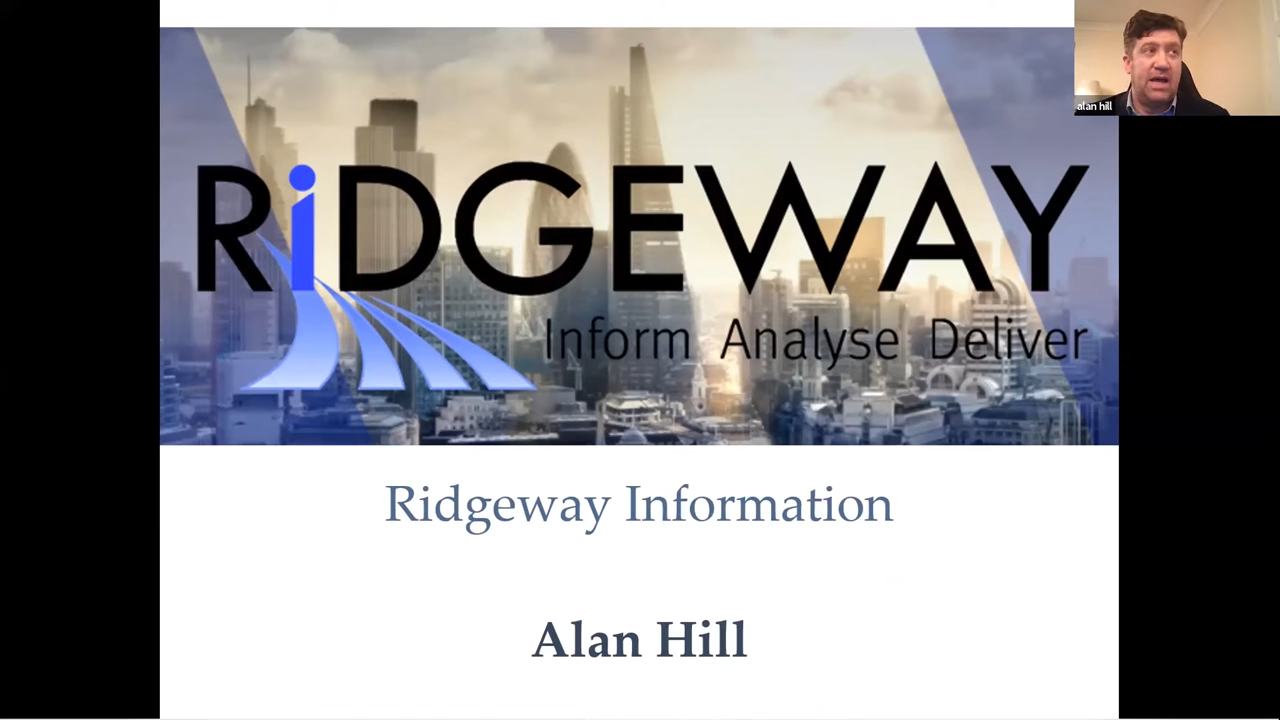 RiDGEWAY
Inform Analyse Deliver
Ridgeway Information
Alan Hill
alan hill